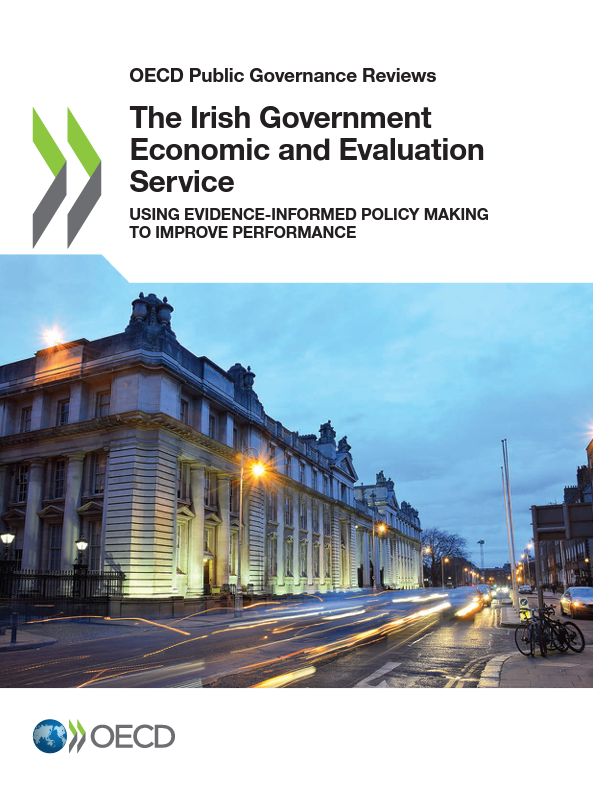 OECD Public Governance Reviews
The Irish Government
Economic and Evaluation
Service
USING EVIDENCE-INFORMED POLICY MAKING
TO IMPROVE PERFORMANCE
OECD